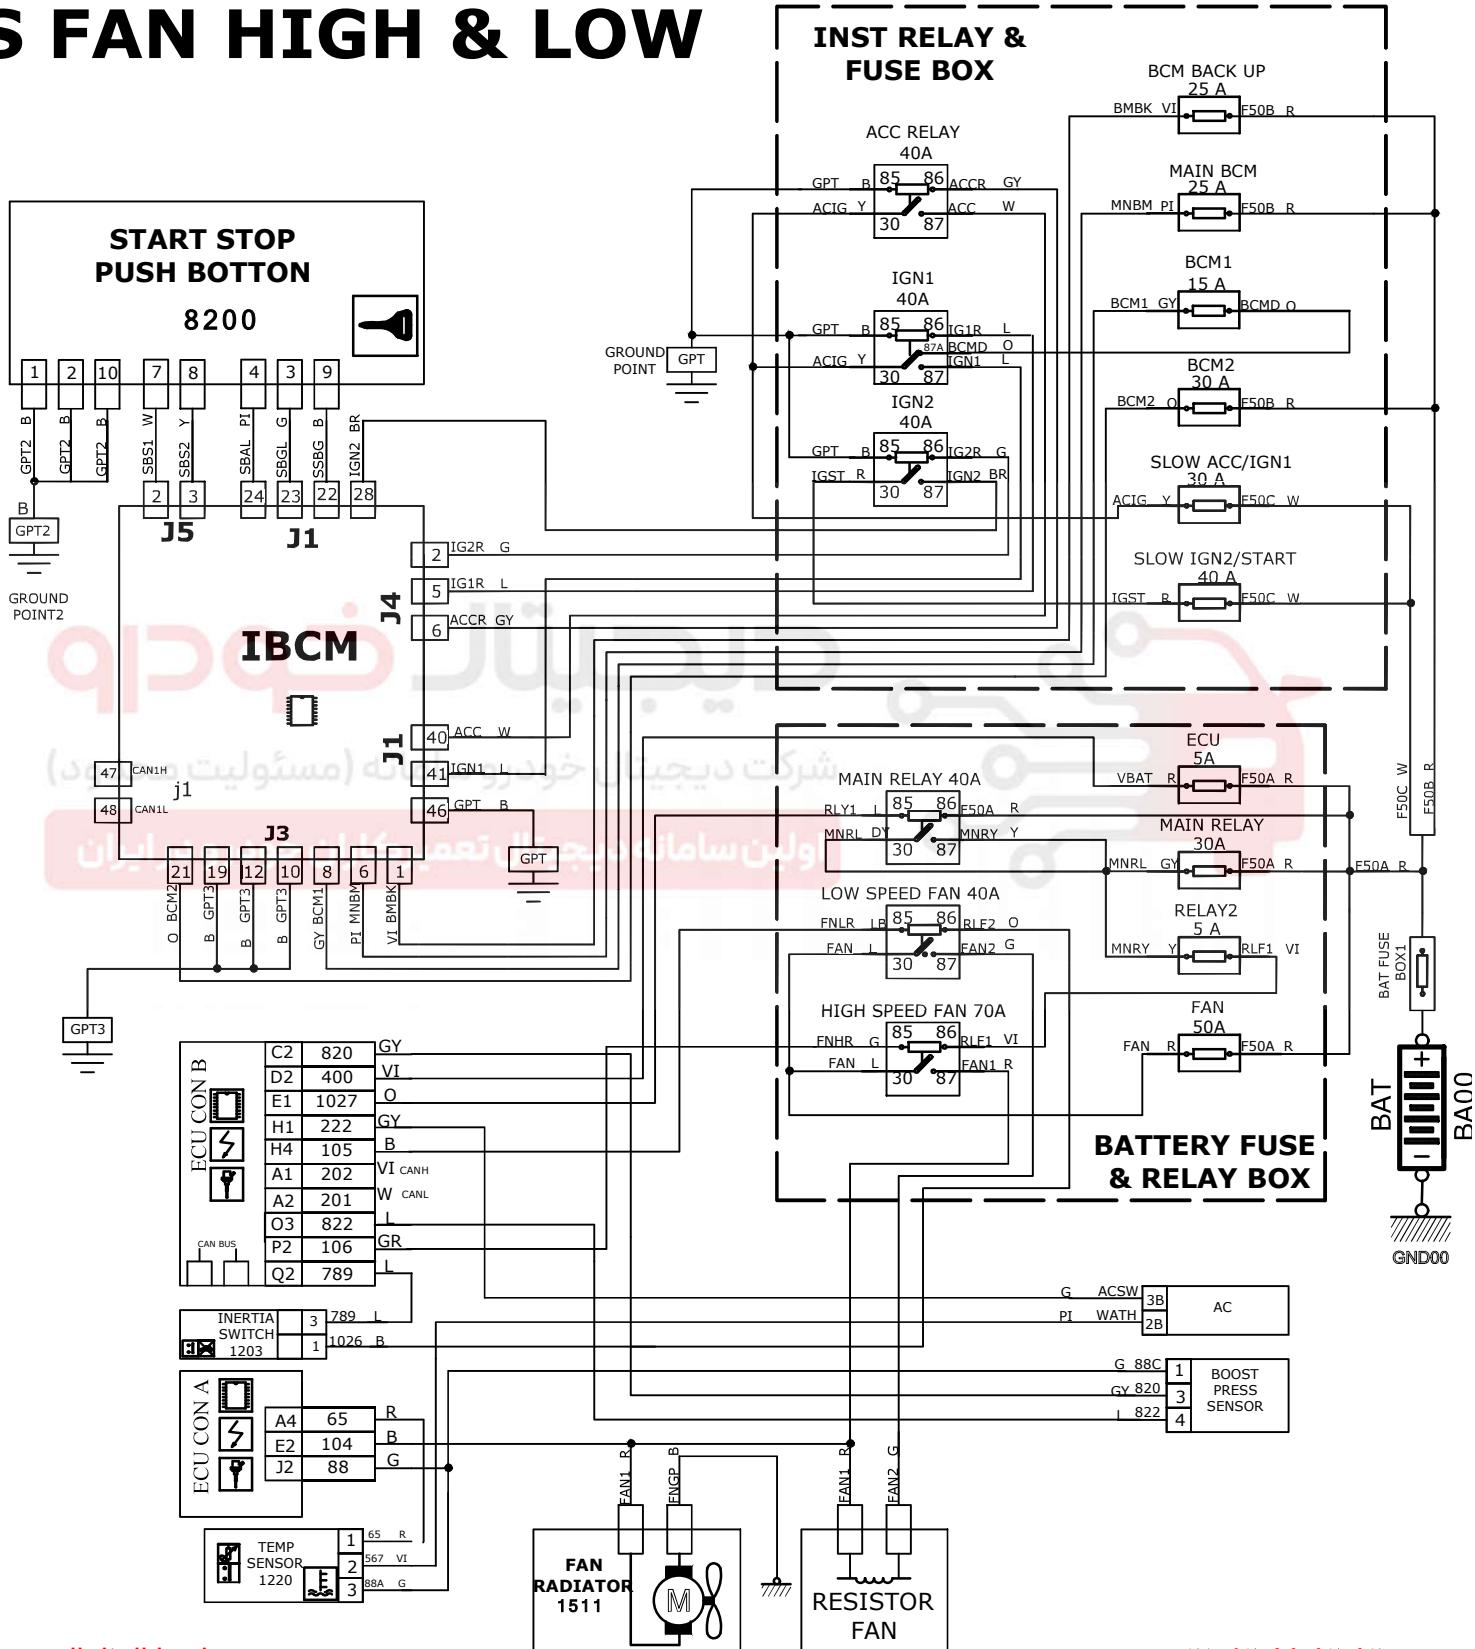 S FAN HIGH & LOW
INST RELAY &
FUSE BOX
BCM BACK UP
25 A
BMBK VI
F50B R
ACC RELAY
40A
85 86
30 87
GPT B
ACCR GY
ACIG Y
ACC W
MAIN BCM
25 A
MNBM PI
F50B R
IGN1
40A
85 86
87A
30 87
GPT B
IG1R L
BCMD O
ACIG Y
IGN1 L
BCM1
15 A
BCM1 GY
BCMD O
IGN2
40A
85 86
30 87
GPT B
IG2R G
IGST R
IGN2 BR
BCM2
30 A
BCM2 O
F50B R
SLOW ACC/IGN1
30 A
ACIG Y
F50C W
SLOW IGN2/START
40 A
IGST R
F50C W
GROUND
POINT
GPT
START STOP
PUSH BOTTON
8200
1 2 10 7 8 4 3 9
GPT2 B
GPT2 B
GPT2 B
SBS1 W
SBS2 Y
SBAL PI
SBGL G
SSBG B
IGN2 BR
2 3 24 23 22 28
J5
J1
B
GPT2
GROUND
POINT2
2 IG2R G
5 IG1R L
6 ACCR GY
J4
IBCM
J1
40 ACC W
41 IGN1 L
46 GPT B
GPT
47 CAN1H
48 CAN1L
j1
J3
21 19 12 10 8 6 1
O BCM2
B GPT3
B GPT3
B GPT3
GY BCM1
PI MNBM
VI BMBK
GPT3
دیجیتال خودرو
F50C W
F50B R
MAIN RELAY 40A
85 86
30 87
RLY1 L
F50A R
MNRL DY
MNRY Y
ECU
5A
VBAT R
F50A R
MAIN RELAY
30A
MNRL GY
F50A R
F50A R
LOW SPEED FAN 40A
85 86
30 87
FNLR LB
RLF2 O
FAN L
FAN2 G
RELAY2
5 A
MNRY Y
RLF1 VI
HIGH SPEED FAN 70A
85 86
30 87
FNHR G
RLF1 VI
FAN L
FAN1 R
FAN
50A
FAN R
F50A R
BAT FUSE
BOX1
BATTERY FUSE
& RELAY BOX
BAT
+
−
BA00
GND00
ECU CON B
CAN BUS
C2 820 GY
D2 400 VI
E1 1027 O
H1 222 GY
H4 105 B
A1 202 VI CANH
A2 201 W CANL
O3 822 L
P2 106 GR
Q2 789 L
INERTIA
SWITCH
1203
3 789 L
1 1026 B
G ACSW 3B
PI WATH 2B
AC
G 88C 1
GY 820 3
L 822 4
BOOST
PRESS
SENSOR
ECU CON A
A4 65 R
E2 104 B
J2 88 G
TEMP
SENSOR
1220
1 65 R
2 567 VI
3 88A G
FAN1 R
FNGP B
FAN1 R
FAN2 G
FAN
RADIATOR
1511
M
RESISTOR
FAN